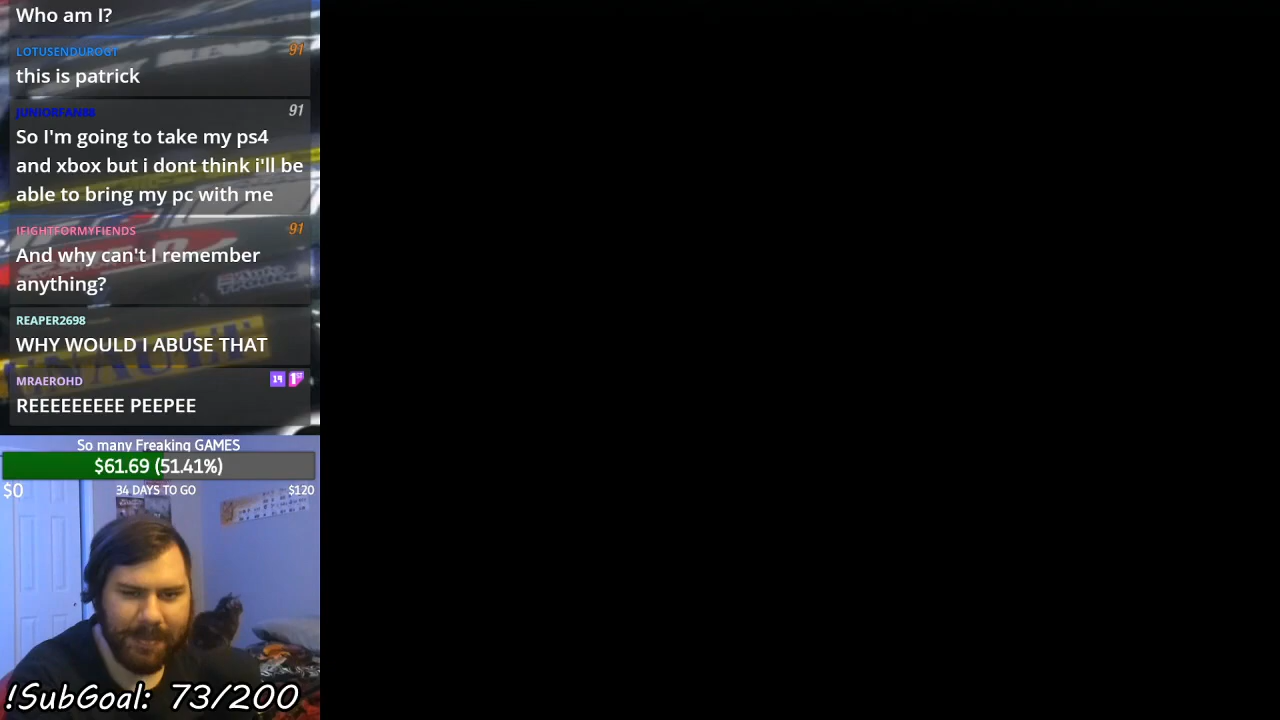 Who am I?
LOTUSENDUROGT
91
this is patrick
JUNIORFAN88
91
So I'm going to take my ps4
and xbox but i dont think i'll be
able to bring my pc with me
IFIGHTFORMYFIENDS
91
And why can't I remember
anything?
REAPER2698
WHY WOULD I ABUSE THAT
MRAEROHD
19 1ST
REEEEEEEEE PEEPEE
So many Freaking GAMES
$61.69 (51.41%)
$0 34 DAYS TO GO $120
!SubGoal: 73/200